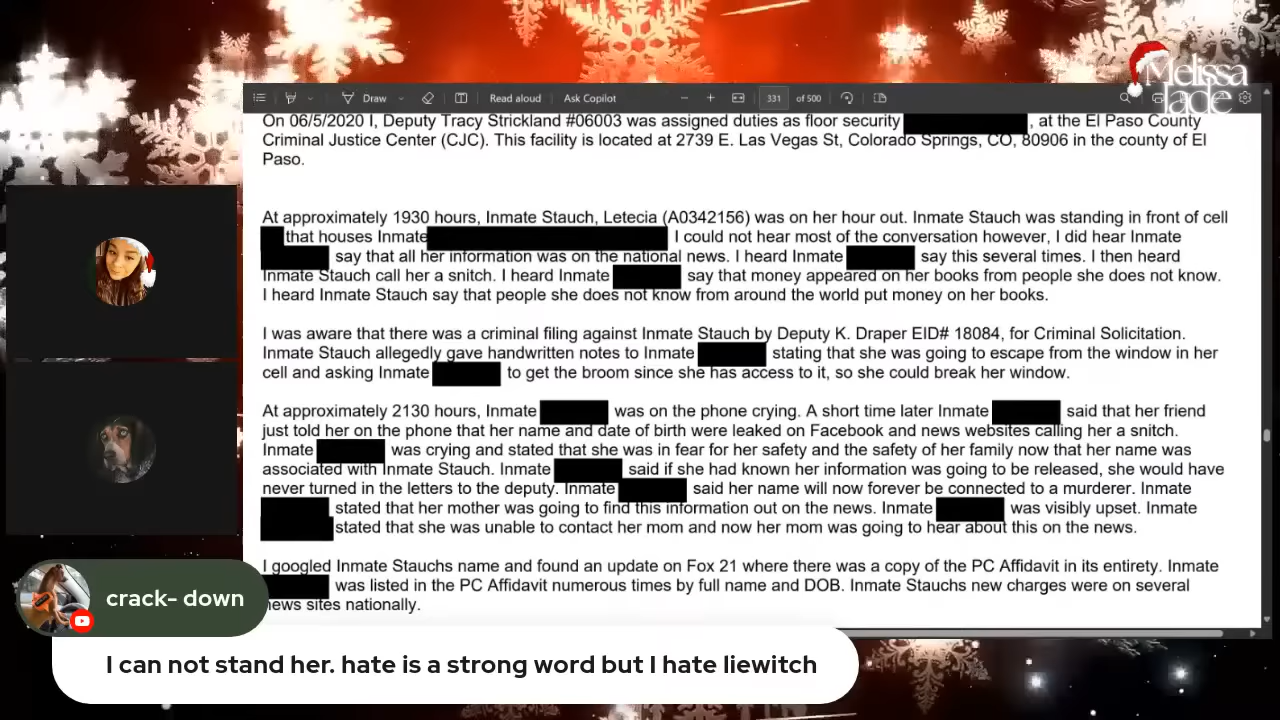 Melissa
Jade
Draw
Read aloud
Ask Copilot
331
of 500
On 06/5/2020 I, Deputy Tracy Strickland #06003 was assigned duties as floor security , at the El Paso County
Criminal Justice Center (CJC). This facility is located at 2739 E. Las Vegas St, Colorado Springs, CO, 80906 in the county of El
Paso.
At approximately 1930 hours, Inmate Stauch, Letecia (A0342156) was on her hour out. Inmate Stauch was standing in front of cell
that houses Inmate I could not hear most of the conversation however, I did hear Inmate
say that all her information was on the national news. I heard Inmate say this several times. I then heard
Inmate Stauch call her a snitch. I heard Inmate say that money appeared on her books from people she does not know.
I heard Inmate Stauch say that people she does not know from around the world put money on her books.
I was aware that there was a criminal filing against Inmate Stauch by Deputy K. Draper EID# 18084, for Criminal Solicitation.
Inmate Stauch allegedly gave handwritten notes to Inmate stating that she was going to escape from the window in her
cell and asking Inmate to get the broom since she has access to it, so she could break her window.
At approximately 2130 hours, Inmate was on the phone crying. A short time later Inmate said that her friend
just told her on the phone that her name and date of birth were leaked on Facebook and news websites calling her a snitch.
Inmate was crying and stated that she was in fear for her safety and the safety of her family now that her name was
associated with Inmate Stauch. Inmate said if she had known her information was going to be released, she would have
never turned in the letters to the deputy. Inmate said her name will now forever be connected to a murderer. Inmate
stated that her mother was going to find this information out on the news. Inmate was visibly upset. Inmate
stated that she was unable to contact her mom and now her mom was going to hear about this on the news.
I googled Inmate Stauchs name and found an update on Fox 21 where there was a copy of the PC Affidavit in its entirety. Inmate
was listed in the PC Affidavit numerous times by full name and DOB. Inmate Stauchs new charges were on several
news sites nationally.
crack- down
I can not stand her. hate is a strong word but I hate liewitch